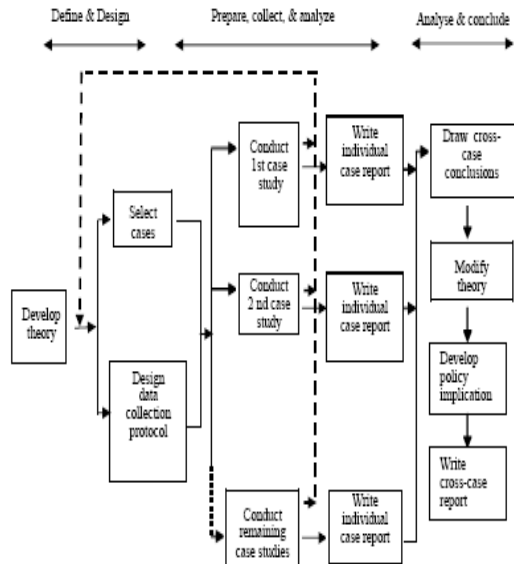 Define & Design
Prepare, collect, & analyze
Analyse & conclude
Develop
theory
Select
cases
Design
data
collection
protocol
Conduct
1st case
study
Conduct
2 nd case
study
Conduct
remaining
case studies
Write
individual
case report
Write
individual
case report
Write
individual
case report
Draw cross-
case
conclusions
Modify
theory
Develop
policy
implication
Write
cross-case
report